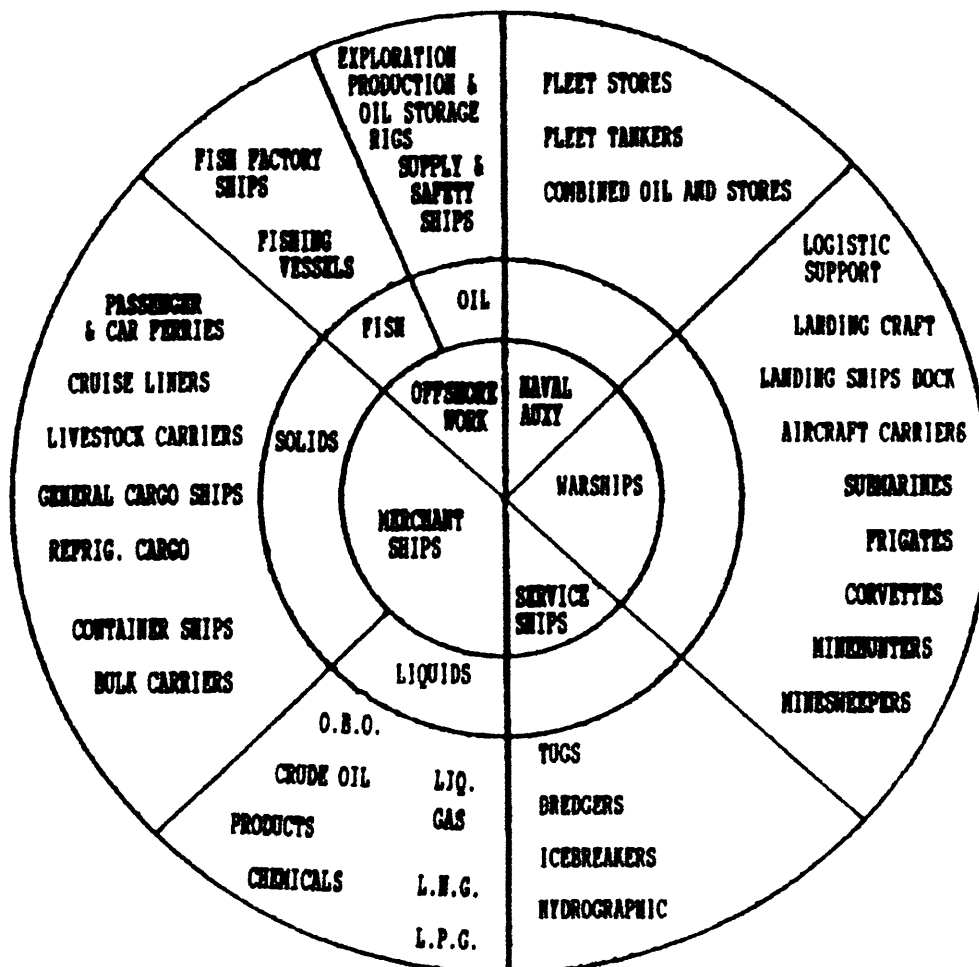 EXPLORATION
PRODUCTION &
OIL STORAGE
RIGS
SUPPLY &
SAFETY
SHIPS
FLEET STORES
FLEET TANKERS
COMBINED OIL AND STORES
FISH FACTORY
SHIPS
FISHING
VESSELS
LOGISTIC
SUPPORT
LANDING CRAFT
LANDING SHIPS DOCK
AIRCRAFT CARRIERS
SUBMARINES
FRIGATES
CORVETTES
MINEHUNTERS
MINESWEEPERS
PASSENGER
& CAR FERRIES
CRUISE LINERS
LIVESTOCK CARRIERS
GENERAL CARGO SHIPS
REFRIG. CARGO
CONTAINER SHIPS
BULK CARRIERS
OIL
FISH
SOLIDS
LIQUIDS
OFFSHORE
WORK
NAVAL
AUXY
WARSHIPS
MERCHANT
SHIPS
SERVICE
SHIPS
O.B.O.
CRUDE OIL
PRODUCTS
CHEMICALS
LIQ.
GAS
L.N.G.
L.P.G.
TUGS
DREDGERS
ICEBREAKERS
HYDROGRAPHIC